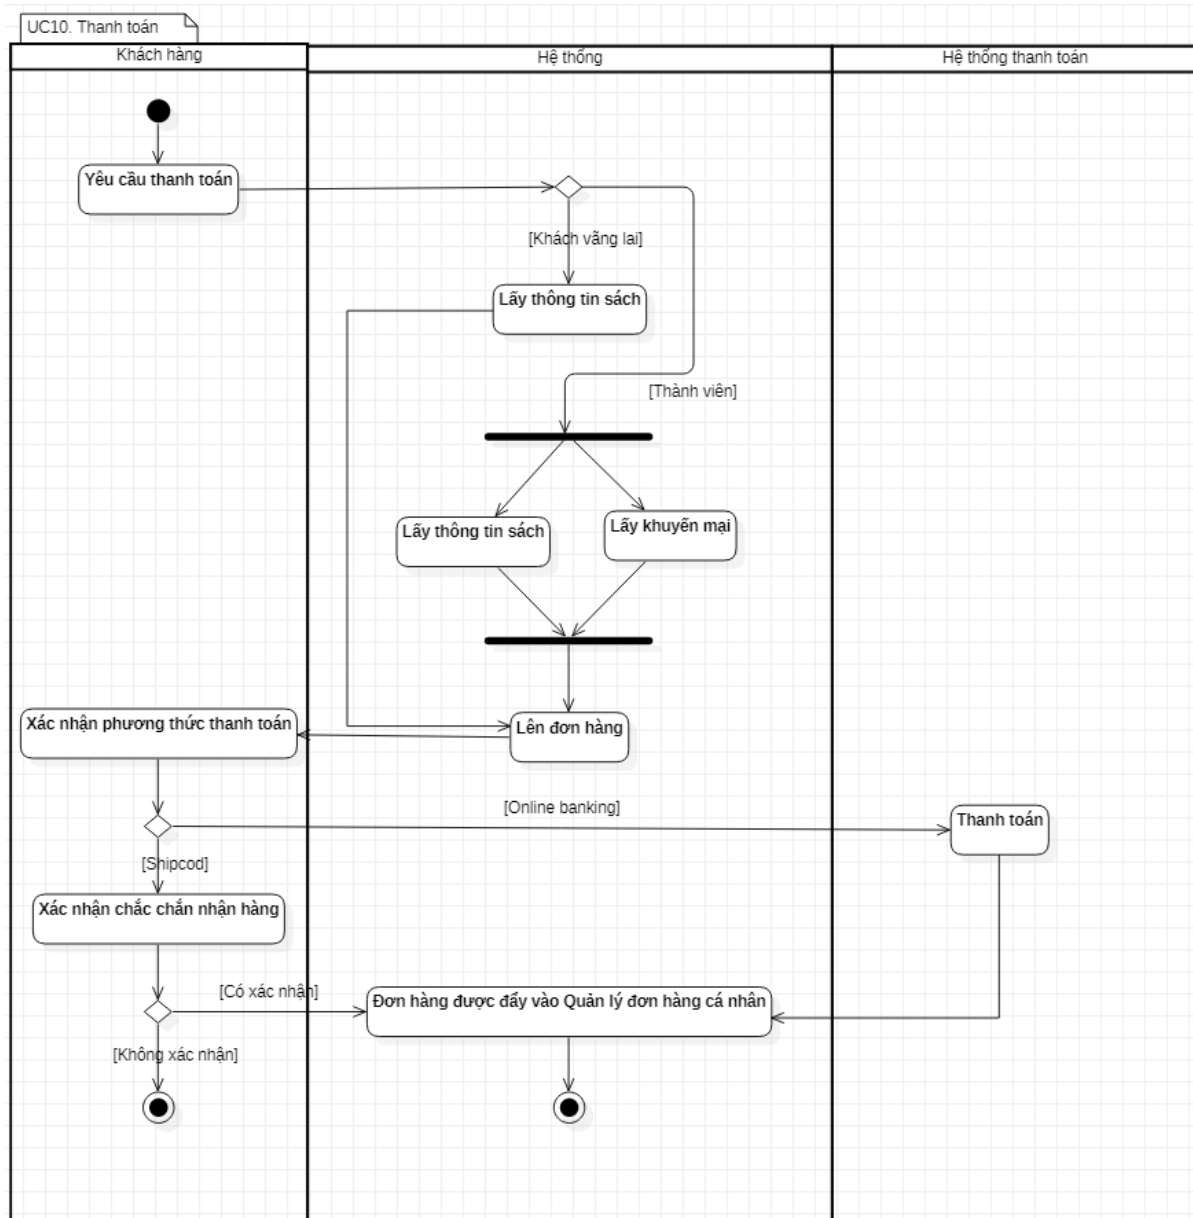 UC10. Thanh toán
Khách hàng
Hệ thống
Hệ thống thanh toán
Yêu cầu thanh toán
[Khách vãng lai]
Lấy thông tin sách
[Thành viên]
Lấy thông tin sách
Lấy khuyến mại
Xác nhận phương thức thanh toán
Lên đơn hàng
[Online banking]
Thanh toán
[Shipcod]
Xác nhận chắc chắn nhận hàng
[Có xác nhận]
Đơn hàng được đẩy vào Quản lý đơn hàng cá nhân
[Không xác nhận]